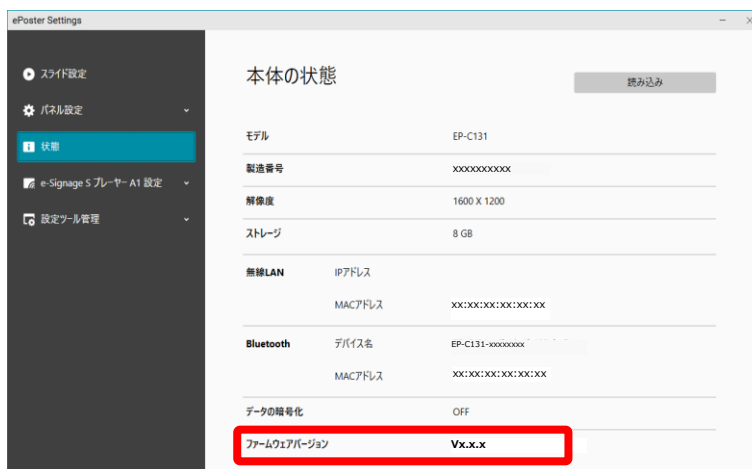 ePoster Settings
スライド設定
パネル設定
状態
e-Signage S プレーヤー A1 設定
設定ツール管理
本体の状態
読み込み
モデル EP-C131
製造番号 xxxxxxxxxx
解像度 1600 X 1200
ストレージ 8 GB
無線LAN IPアドレス
MACアドレス xx:xx:xx:xx:xx:xx
Bluetooth デバイス名 EP-C131-xxxxxxxx
MACアドレス xx:xx:xx:xx:xx:xx
データの暗号化 OFF
ファームウェアバージョン Vx.x.x